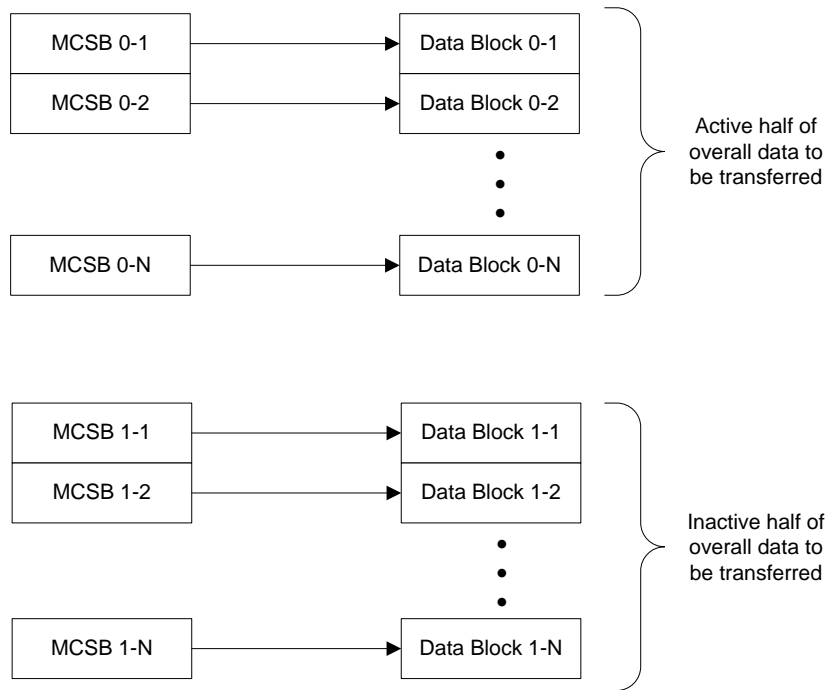 MCSB 0-1
Data Block 0-1
MCSB 0-2
Data Block 0-2
MCSB 0-N
Data Block 0-N
Active half of
overall data to
be transferred
MCSB 1-1
Data Block 1-1
MCSB 1-2
Data Block 1-2
MCSB 1-N
Data Block 1-N
Inactive half of
overall data to
be transferred